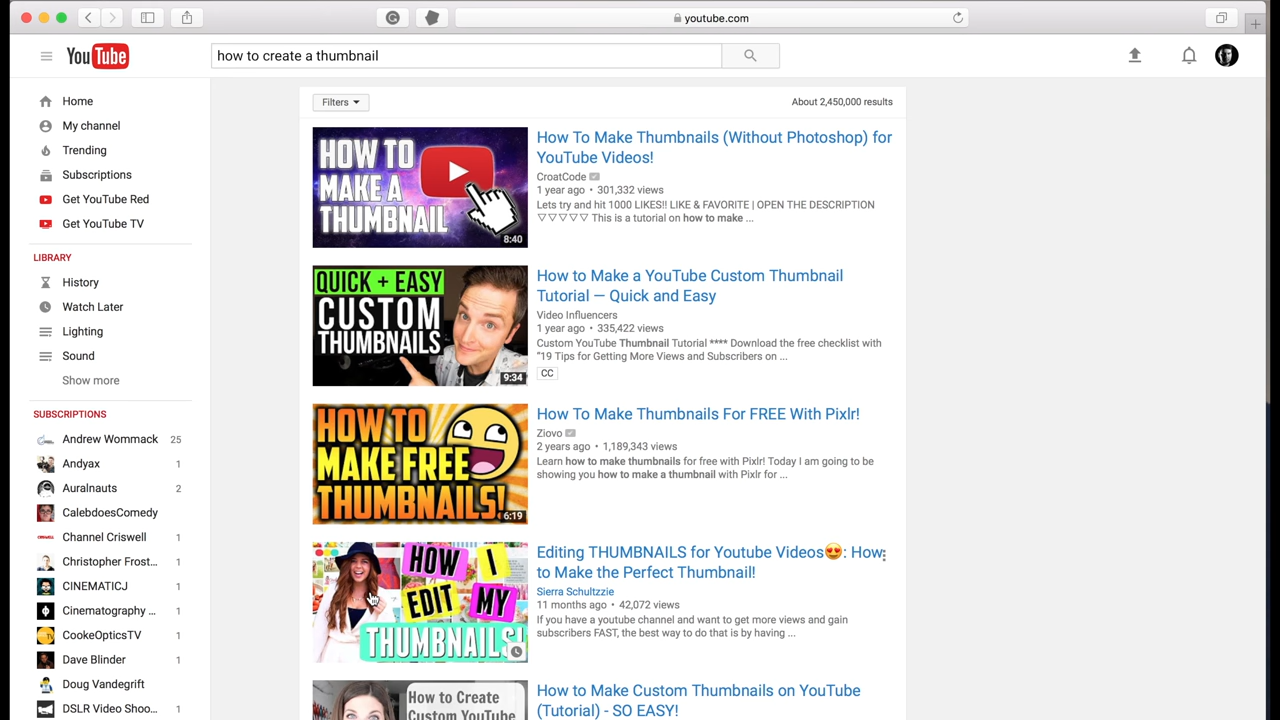 youtube.com
YouTube
how to create a thumbnail
Home
My channel
Trending
Subscriptions
Get YouTube Red
Get YouTube TV
LIBRARY
History
Watch Later
Lighting
Sound
Show more
SUBSCRIPTIONS
Andrew Wommack 25
Andyax 1
Auralnauts 2
CalebdoesComedy
Channel Criswell 1
Christopher Frost... 1
CINEMATICJ 1
Cinematography ... 1
CookeOpticsTV 1
Dave Blinder 1
Doug Vandegrift
DSLR Video Shoo... 1
Filters
About 2,450,000 results
HOW TO
MAKE A
THUMBNAIL
8:40
How To Make Thumbnails (Without Photoshop) for
YouTube Videos!
CroatCode
1 year ago • 301,332 views
Lets try and hit 1000 LIKES!! LIKE & FAVORITE | OPEN THE DESCRIPTION
▽▽▽▽▽ This is a tutorial on how to make ...
QUICK + EASY
CUSTOM
THUMBNAILS
9:34
How to Make a YouTube Custom Thumbnail
Tutorial — Quick and Easy
Video Influencers
1 year ago • 335,422 views
Custom YouTube Thumbnail Tutorial **** Download the free checklist with
"19 Tips for Getting More Views and Subscribers on ...
CC
HOW TO
MAKE FREE
THUMBNAILS!
6:19
How To Make Thumbnails For FREE With Pixlr!
Ziovo
2 years ago • 1,189,343 views
Learn how to make thumbnails for free with Pixlr! Today I am going to be
showing you how to make a thumbnail with Pixlr for ...
HOW I
EDIT MY
THUMBNAILS!
Editing THUMBNAILS for Youtube Videos😍: How
to Make the Perfect Thumbnail!
Sierra Schultzzie
11 months ago • 42,072 views
If you have a youtube channel and want to get more views and gain
subscribers FAST, the best way to do that is by having ...
How to Create
Custom YouTube
How to Make Custom Thumbnails on YouTube
(Tutorial) - SO EASY!